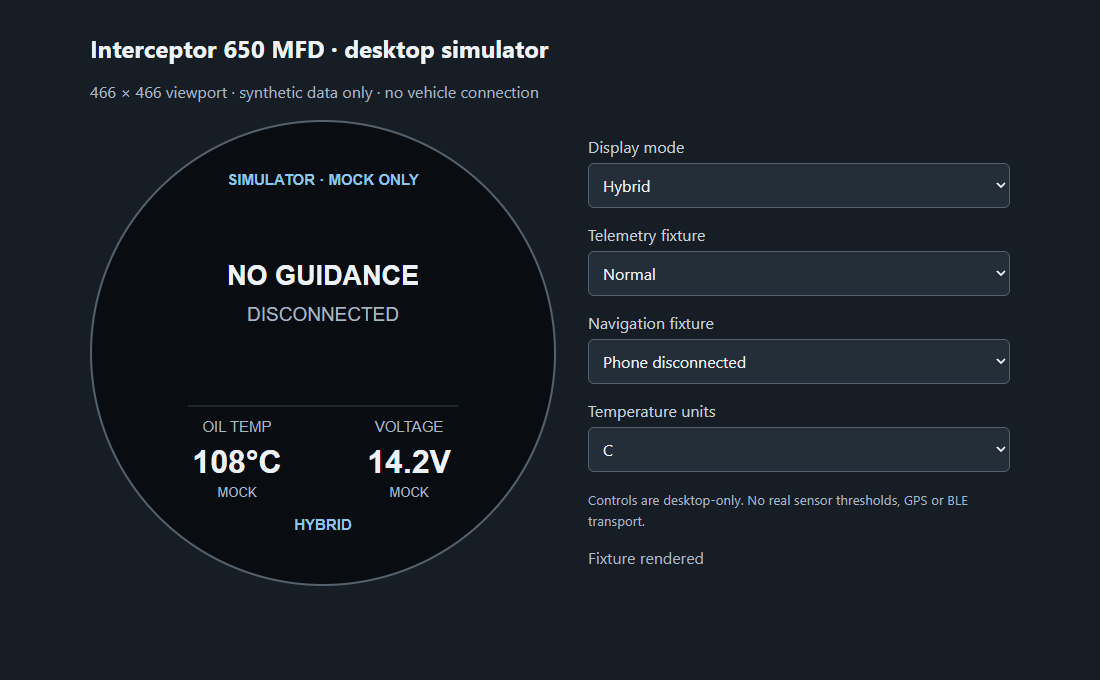 Interceptor 650 MFD · desktop simulator
466 × 466 viewport · synthetic data only · no vehicle connection
SIMULATOR · MOCK ONLY
NO GUIDANCE
DISCONNECTED
OIL TEMP VOLTAGE
108°C 14.2V
MOCK MOCK
HYBRID
Display mode
Hybrid
Telemetry fixture
Normal
Navigation fixture
Phone disconnected
Temperature units
C
Controls are desktop-only. No real sensor thresholds, GPS or BLE
transport.
Fixture rendered